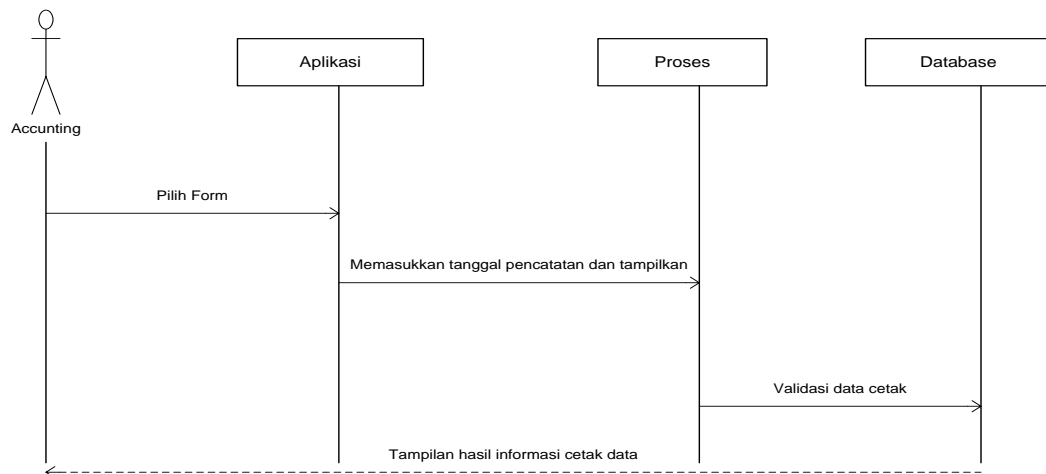 Aplikasi
Proses
Database
Accunting
Pilih Form
Memasukkan tanggal pencatatan dan tampilkan
Validasi data cetak
Tampilan hasil informasi cetak data